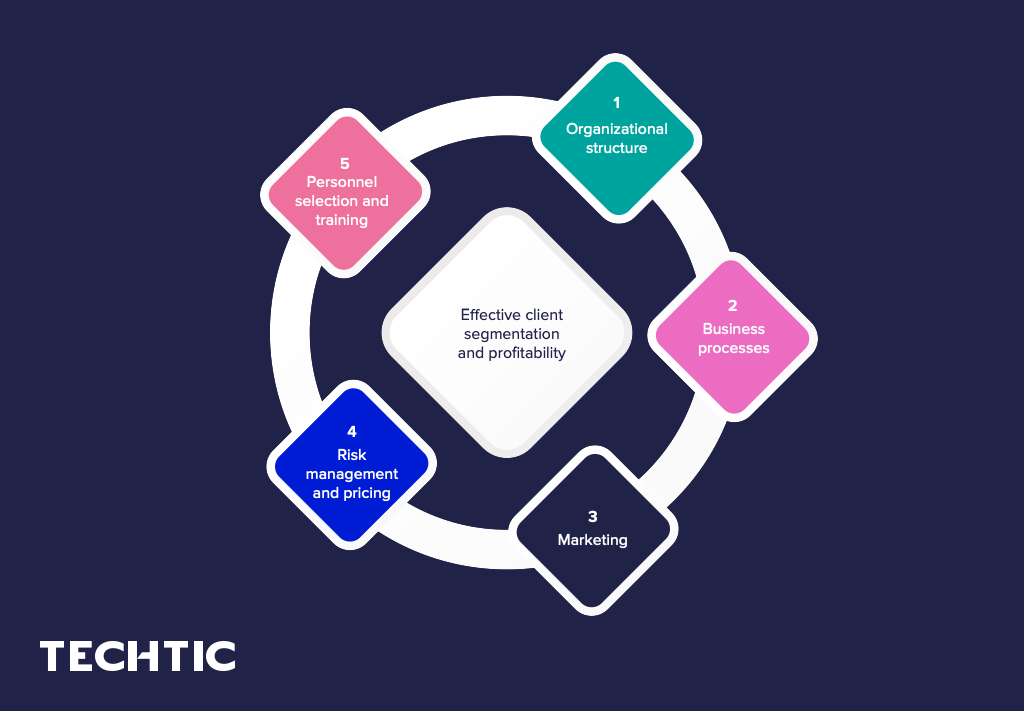 1
Organizational
structure
2
Business
processes
3
Marketing
4
Risk
management
and pricing
5
Personnel
selection and
training
Effective client
segmentation
and profitability
TECHTIC